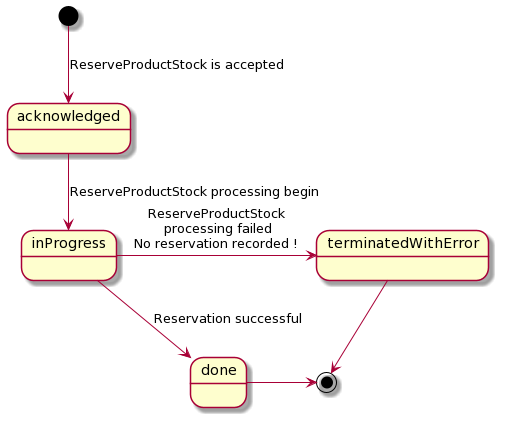 ReserveProductStock is accepted
acknowledged
ReserveProductStock processing begin
ReserveProductStock
processing failed
No reservation recorded !
inProgress
terminatedWithError
Reservation successful
done